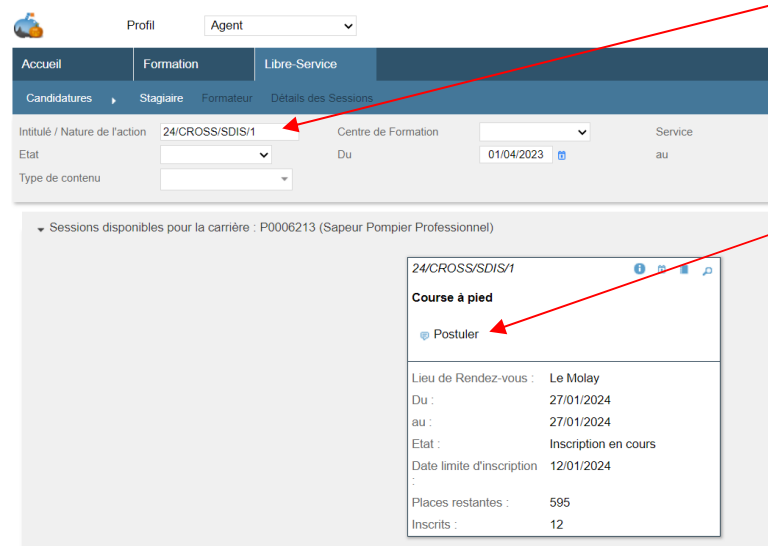 Profil Agent
Accueil Formation Libre-Service
Candidatures Stagiaire Formateur Détails des Sessions
Intitulé / Nature de l'action 24/CROSS/SDIS/1 Centre de Formation Service
Etat Du 01/04/2023 au
Type de contenu
Sessions disponibles pour la carrière : P0006213 (Sapeur Pompier Professionnel)
24/CROSS/SDIS/1
Course à pied
Postuler
Lieu de Rendez-vous : Le Molay
Du : 27/01/2024
au : 27/01/2024
Etat : Inscription en cours
Date limite d'inscription 12/01/2024
:
Places restantes : 595
Inscrits : 12